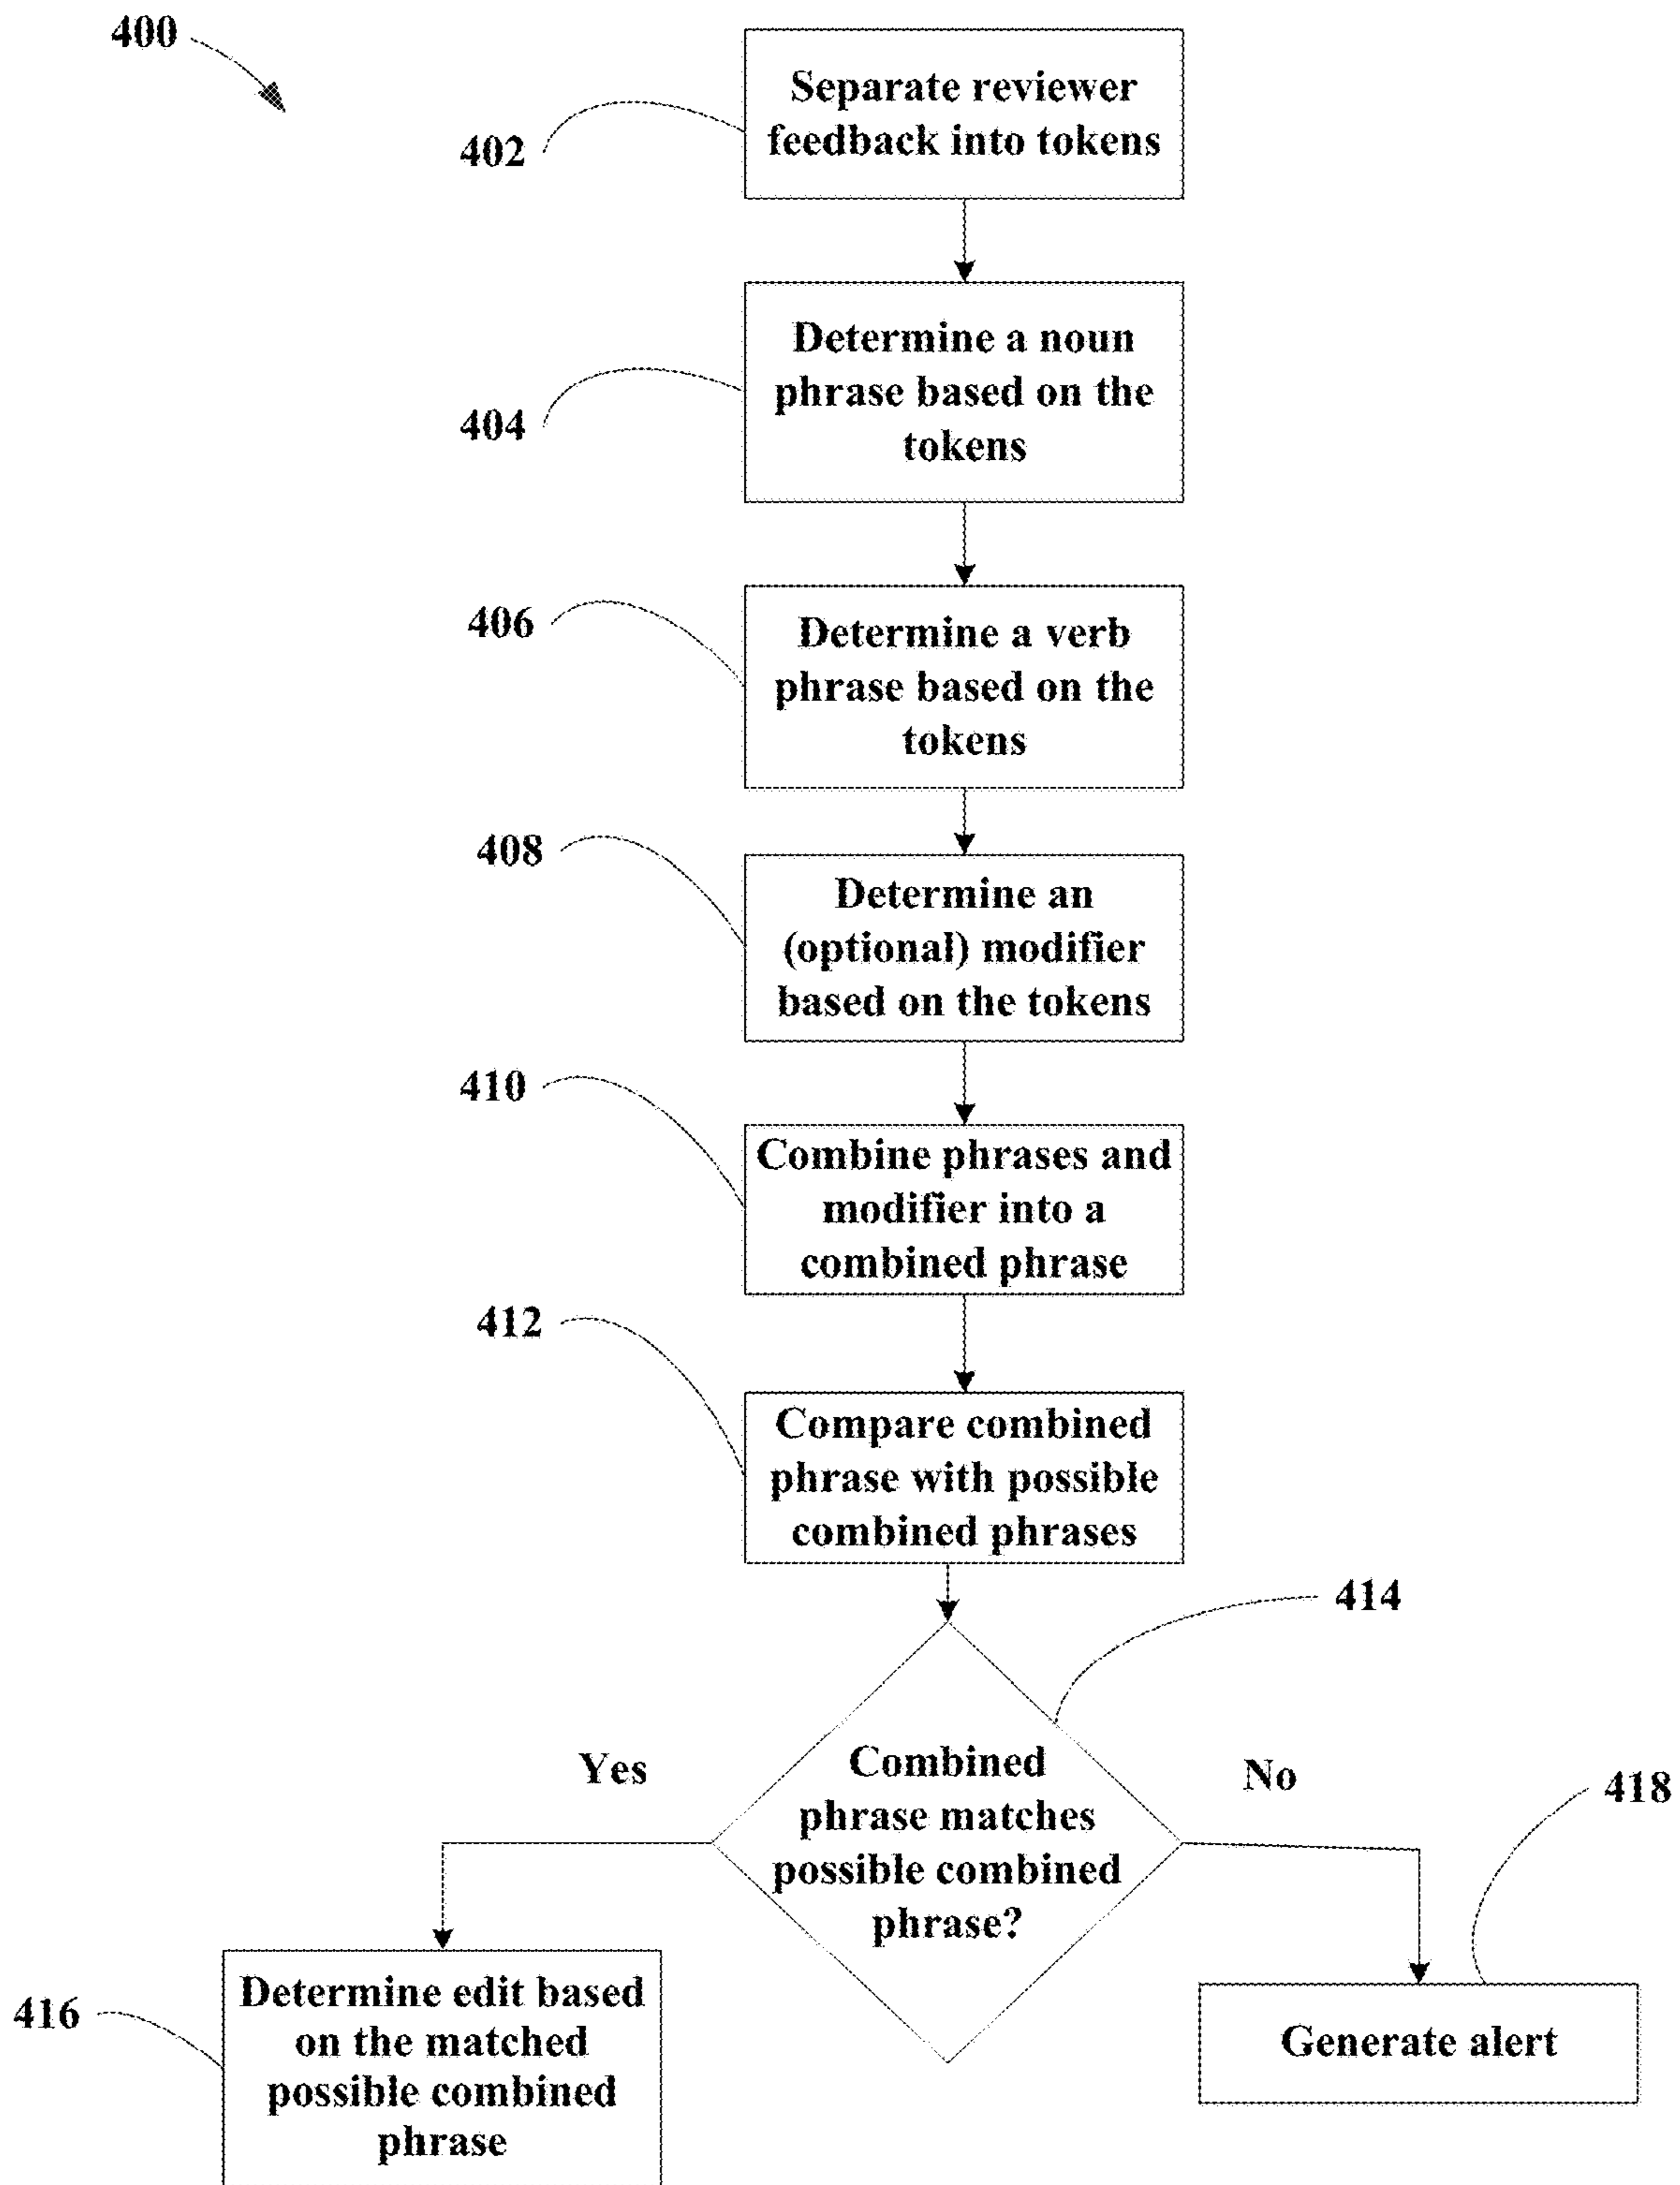 400
Separate reviewer
feedback into tokens
402
Determine a noun
phrase based on the
tokens
404
406
Determine a verb
phrase based on the
tokens
408
Determine an
(optional) modifier
based on the tokens
410
Combine phrases and
modifier into a
combined phrase
412
Compare combined
phrase with possible
combined phrases
414
Yes
Combined
phrase matches
possible combined
phrase?
No
418
416
Determine edit based
on the matched
possible combined
phrase
Generate alert